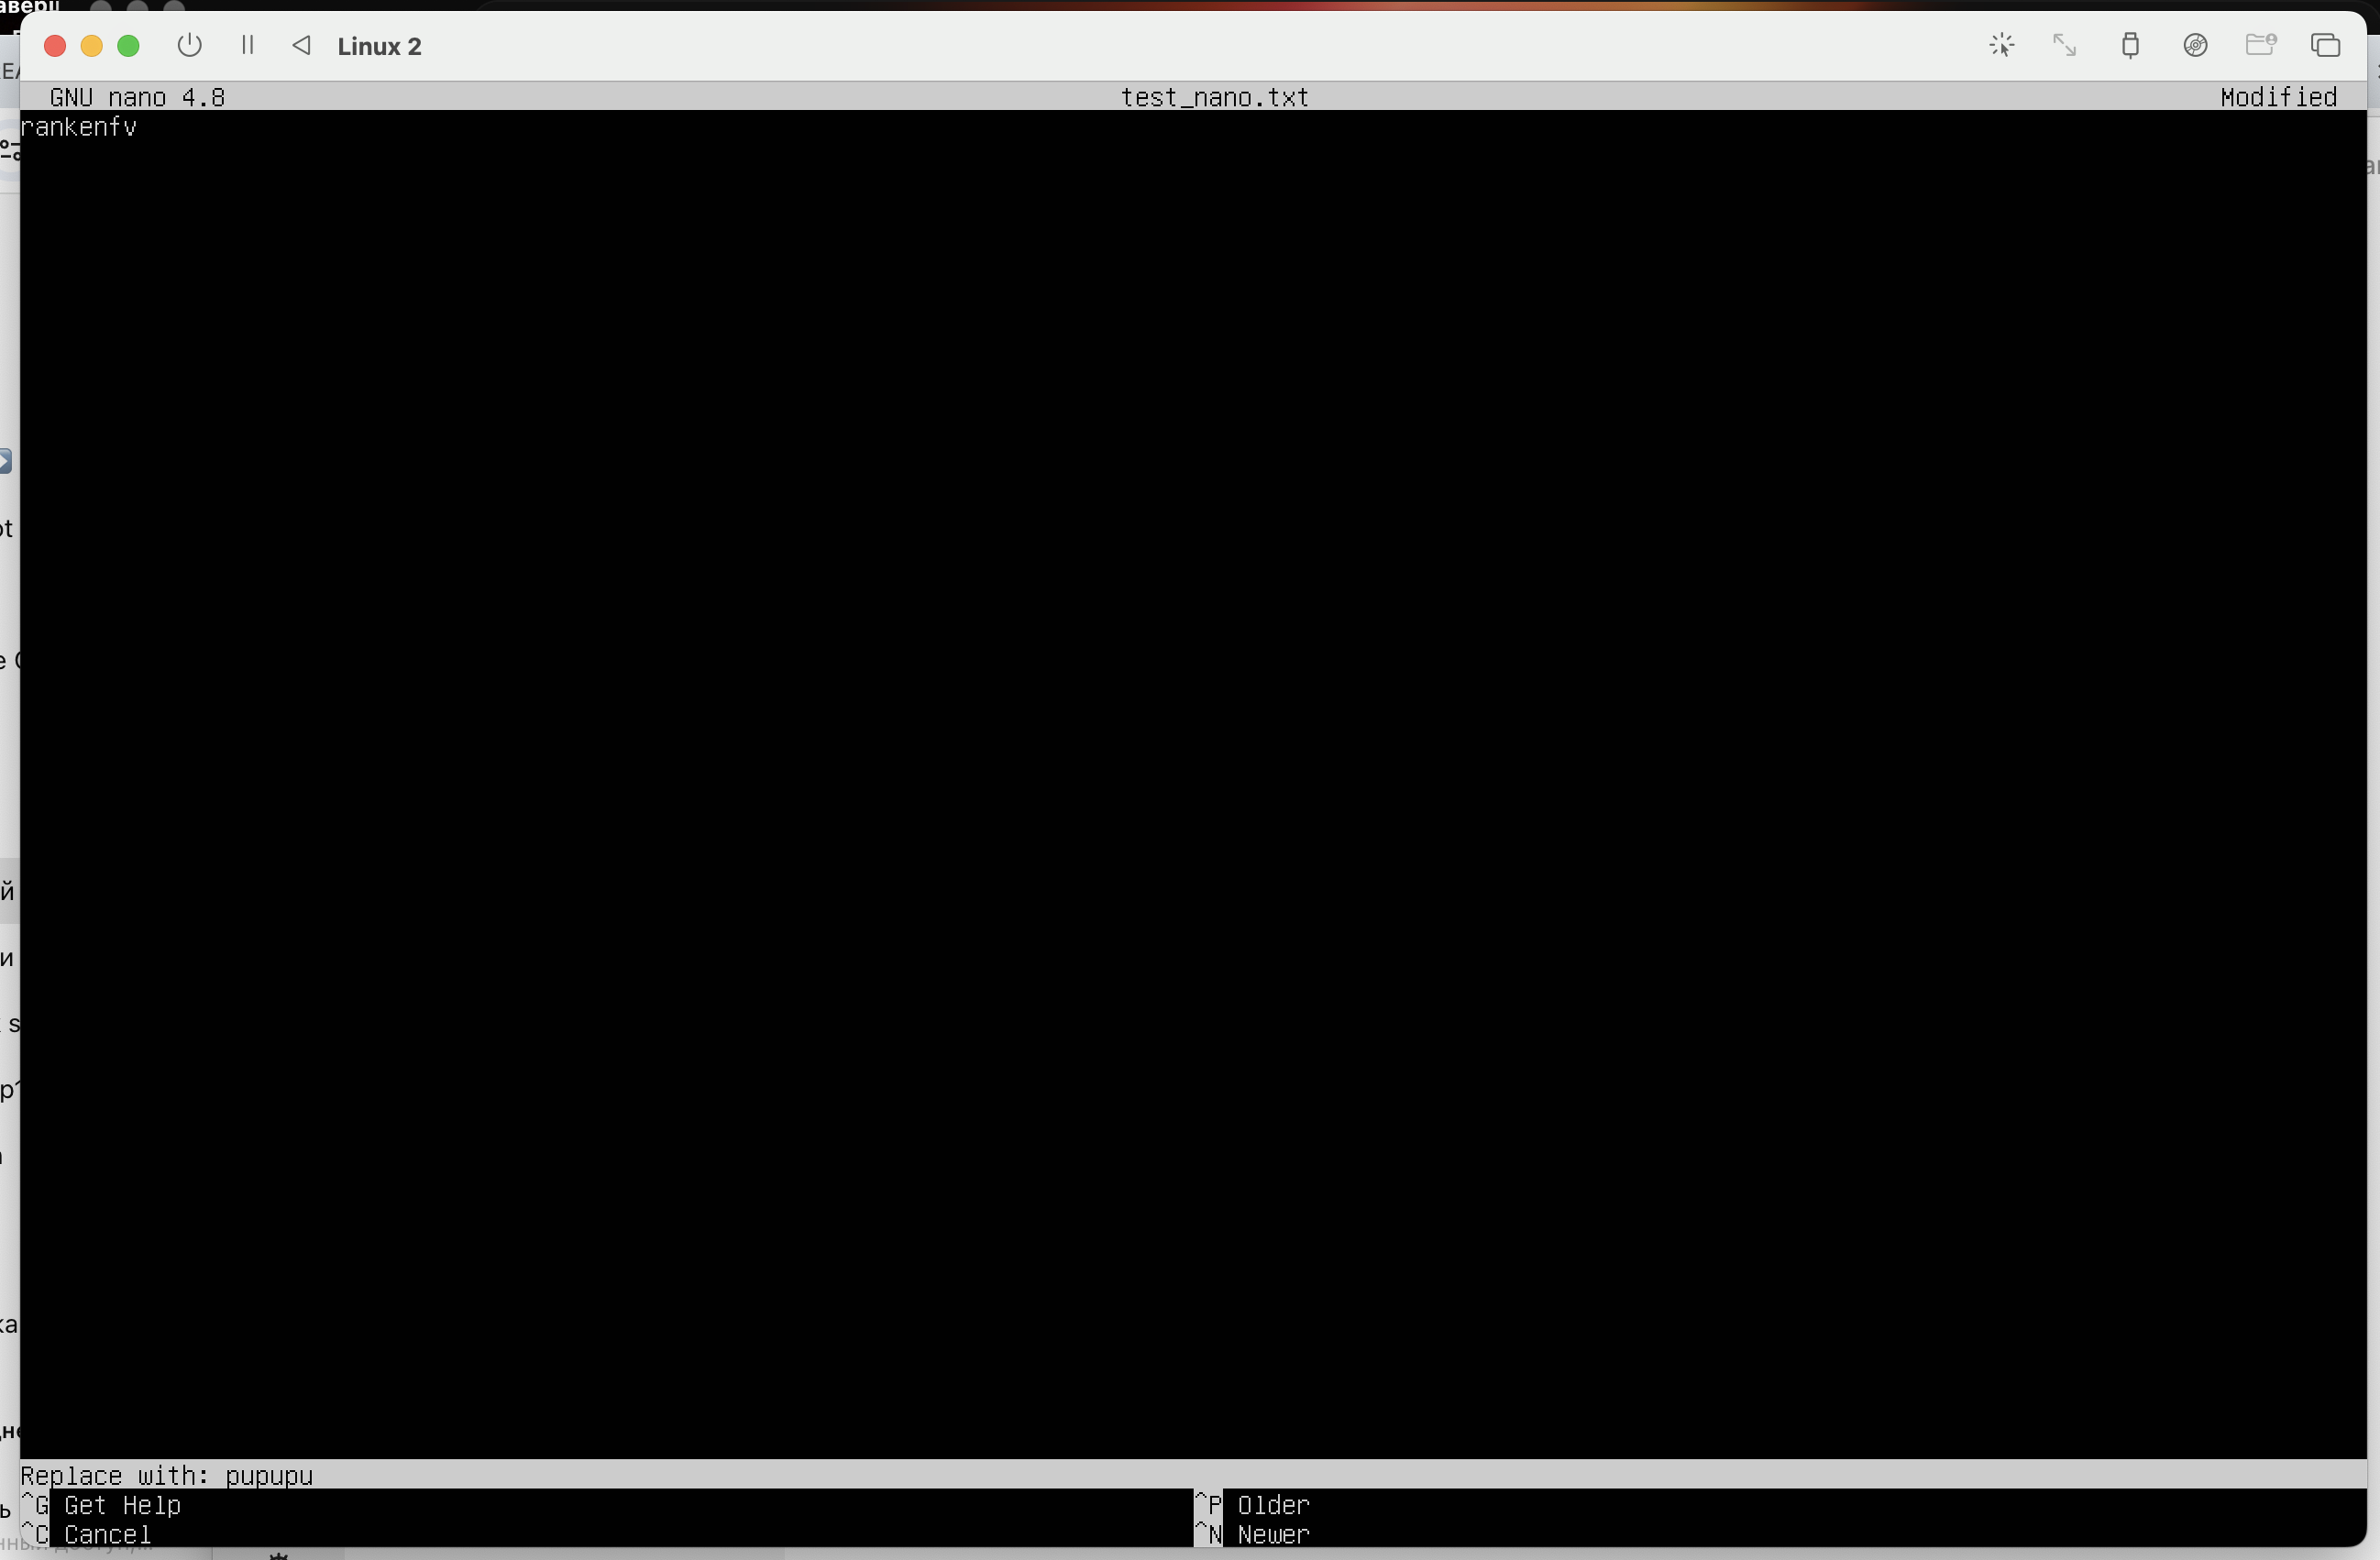 Linux 2
GNU nano 4.8 test_nano.txt Modified
rankenfv
Replace with: pupupu
^G Get Help ^P Older
^C Cancel ^N Newer